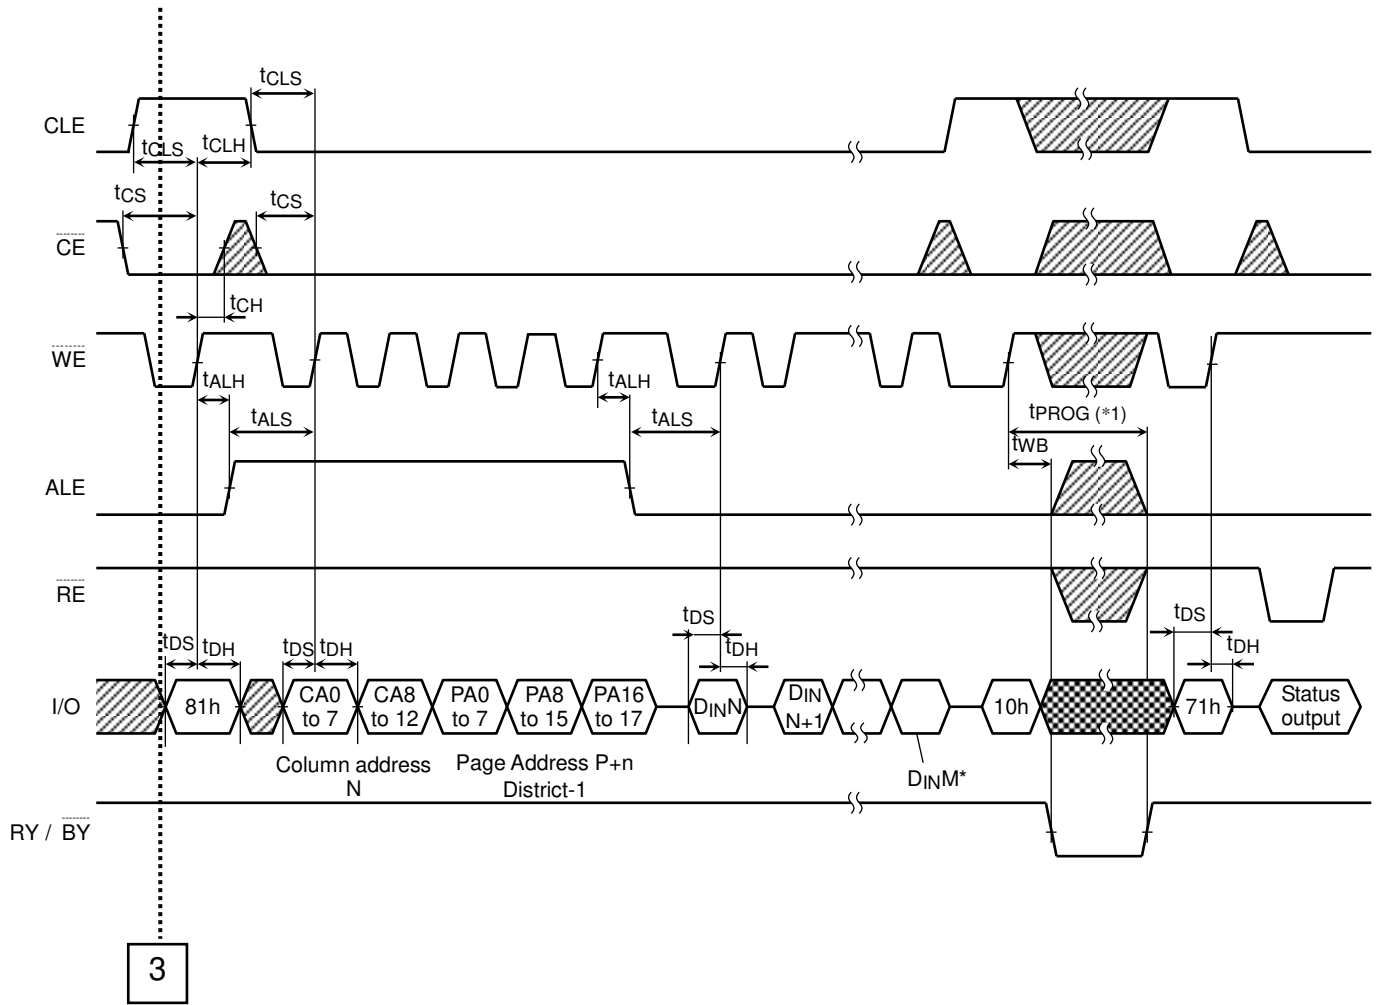 tCLS
CLE
tCLS
tCLH
tCS
tCS
CE
tCH
WE
tALH
tALH
tPROG (*1)
tALS
tALS
tWB
ALE
RE
tDS
tDS
tDS
tDH
tDS
tDH
tDH
tDH
I/O
81h
CA0
to 7
CA8
to 12
PA0
to 7
PA8
to 15
PA16
to 17
DINN
DIN
N+1
10h
71h
Status
output
Column address
N
Page Address P+n
District-1
DINM*
RY / BY
3